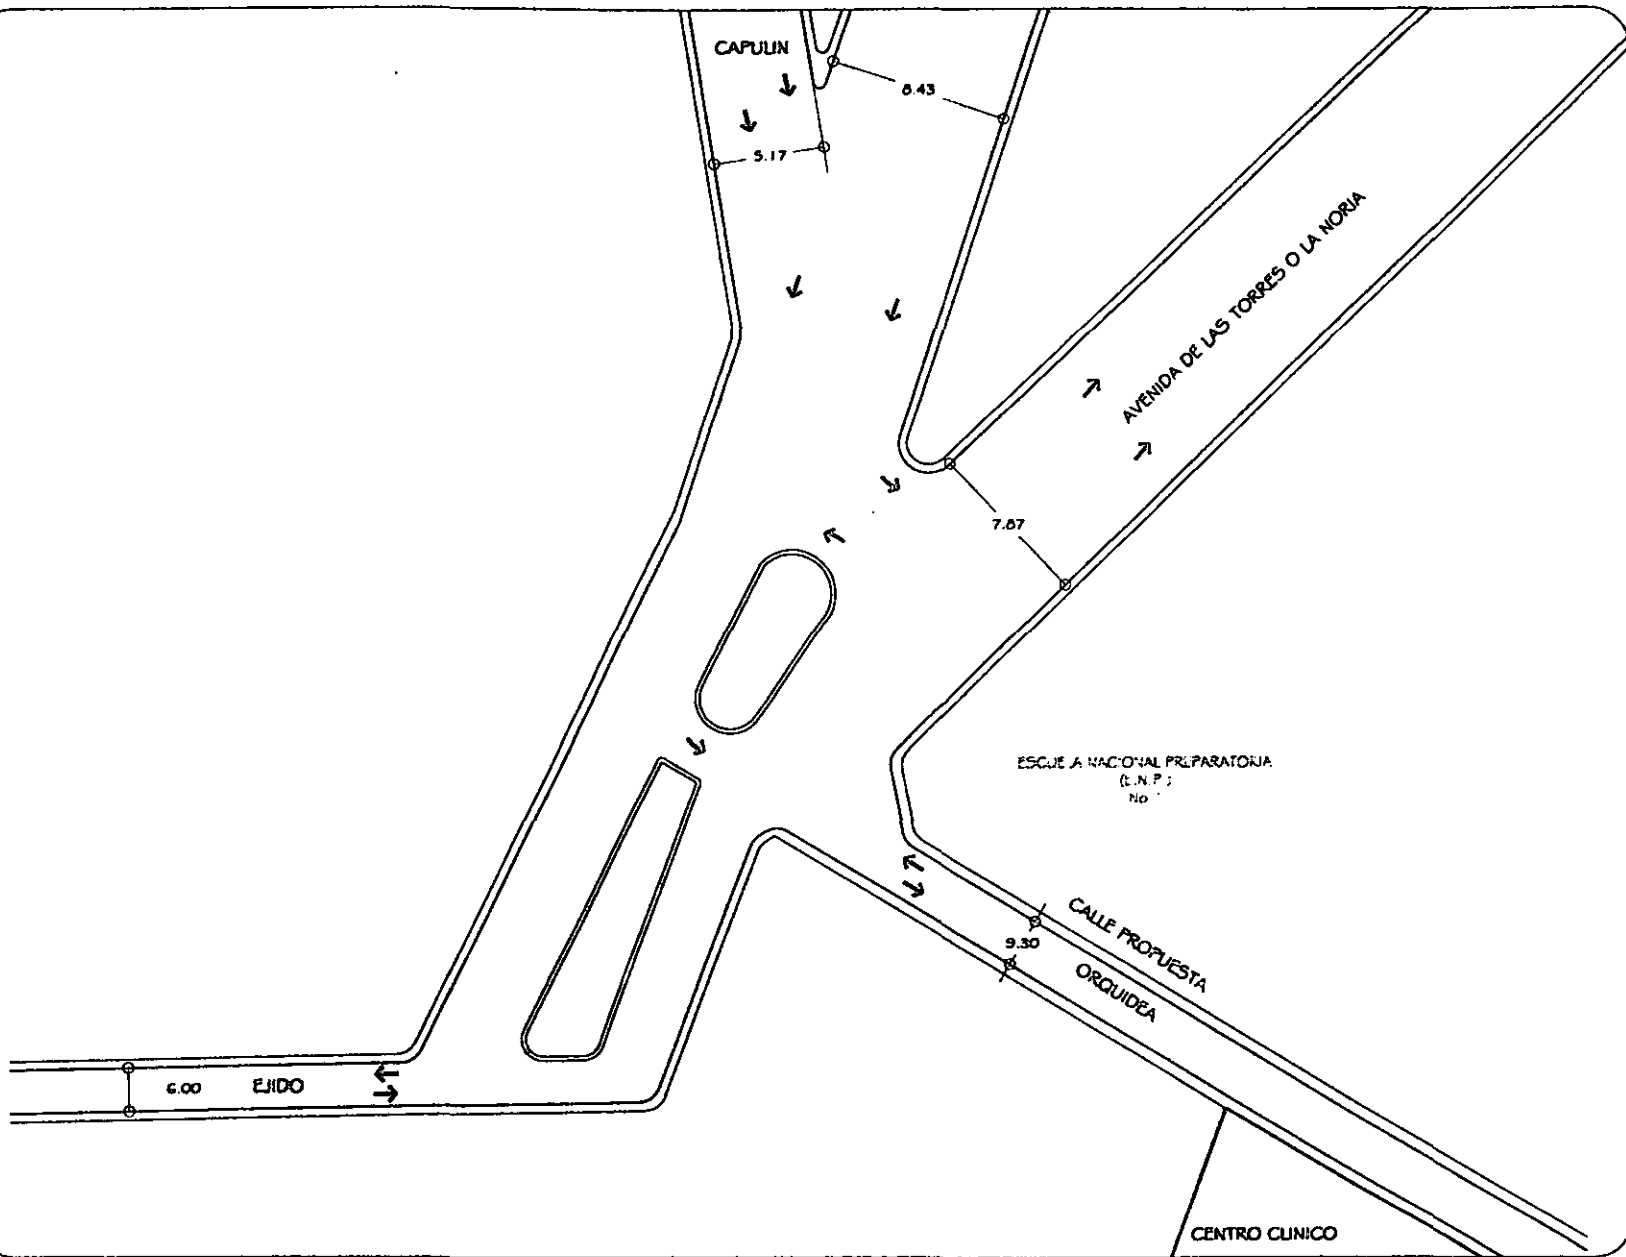 CAPULIN
8.43
5.17
AVENIDA DE LAS TORRES O LA NORIA
7.87
ESCUELA NACIONAL PREPARATORIA
(E.N.P.)
No
CALLE PROPUESTA
9.30
ORQUIDEA
6.00 EJIDO
CENTRO CLINICO